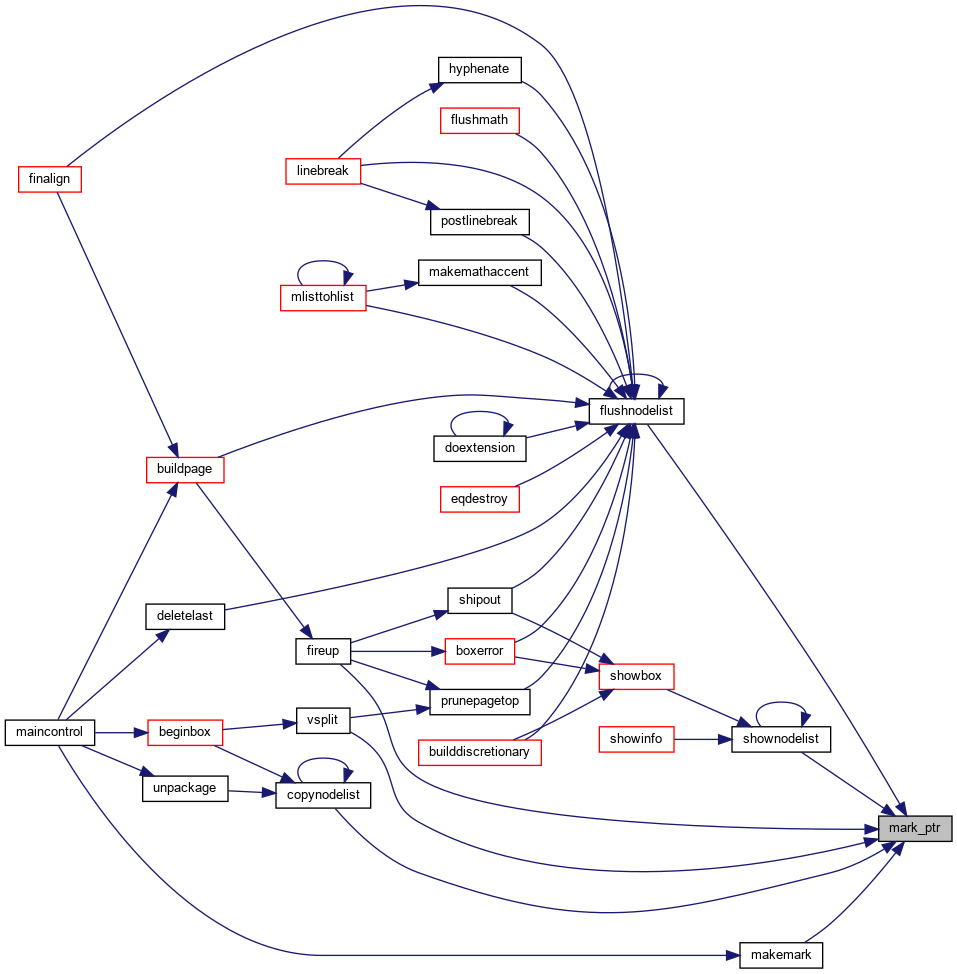 hyphenate
flushmath
finalign
linebreak
postlinebreak
makemathaccent
mlisttohlist
flushnodelist
doextension
buildpage
eqdestroy
shipout
deletelast
fireup
boxerror
showbox
prunepagetop
vsplit
maincontrol
beginbox
showinfo
shownodelist
builddiscretionary
unpackage
copynodelist
mark_ptr
makemark